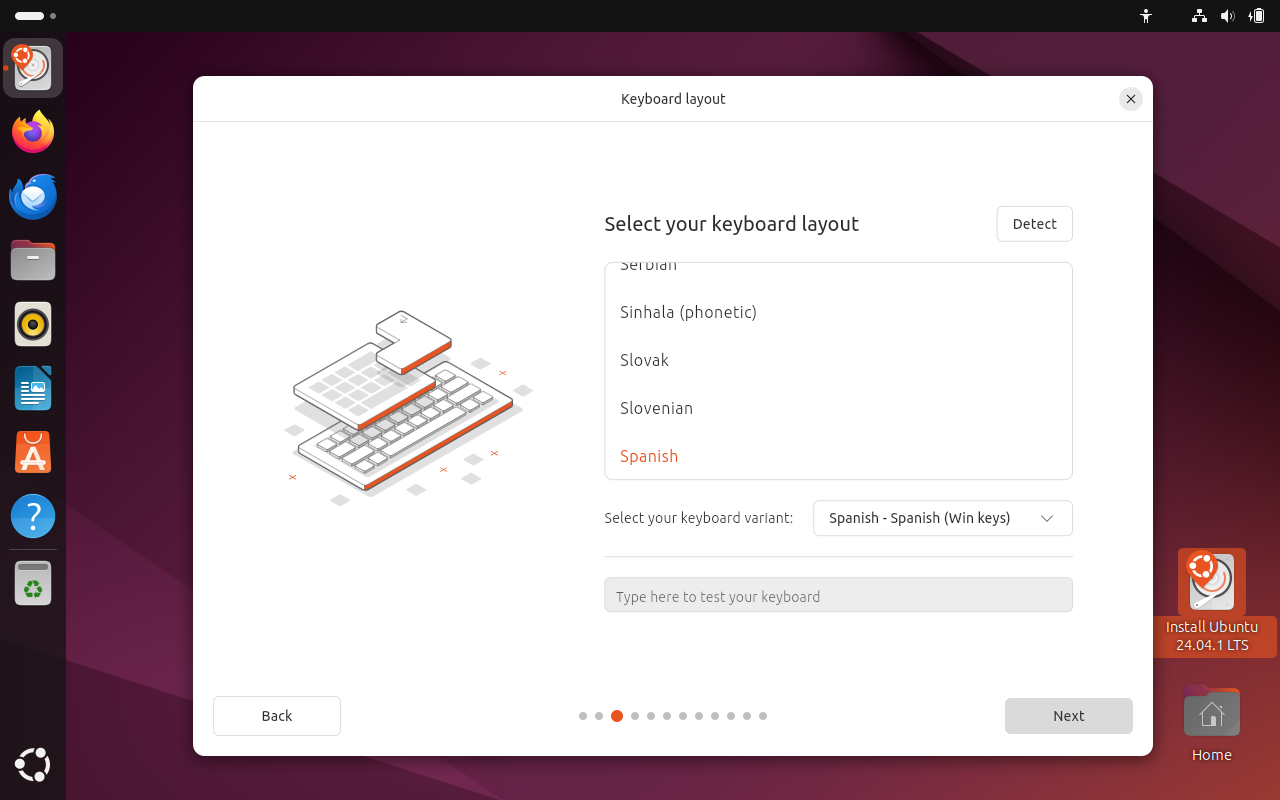 Keyboard layout
Select your keyboard layout
Detect
Serbian
Sinhala (phonetic)
Slovak
Slovenian
Spanish
Select your keyboard variant:
Spanish - Spanish (Win keys)
Type here to test your keyboard
Back
Next
Install Ubuntu
24.04.1 LTS
Home